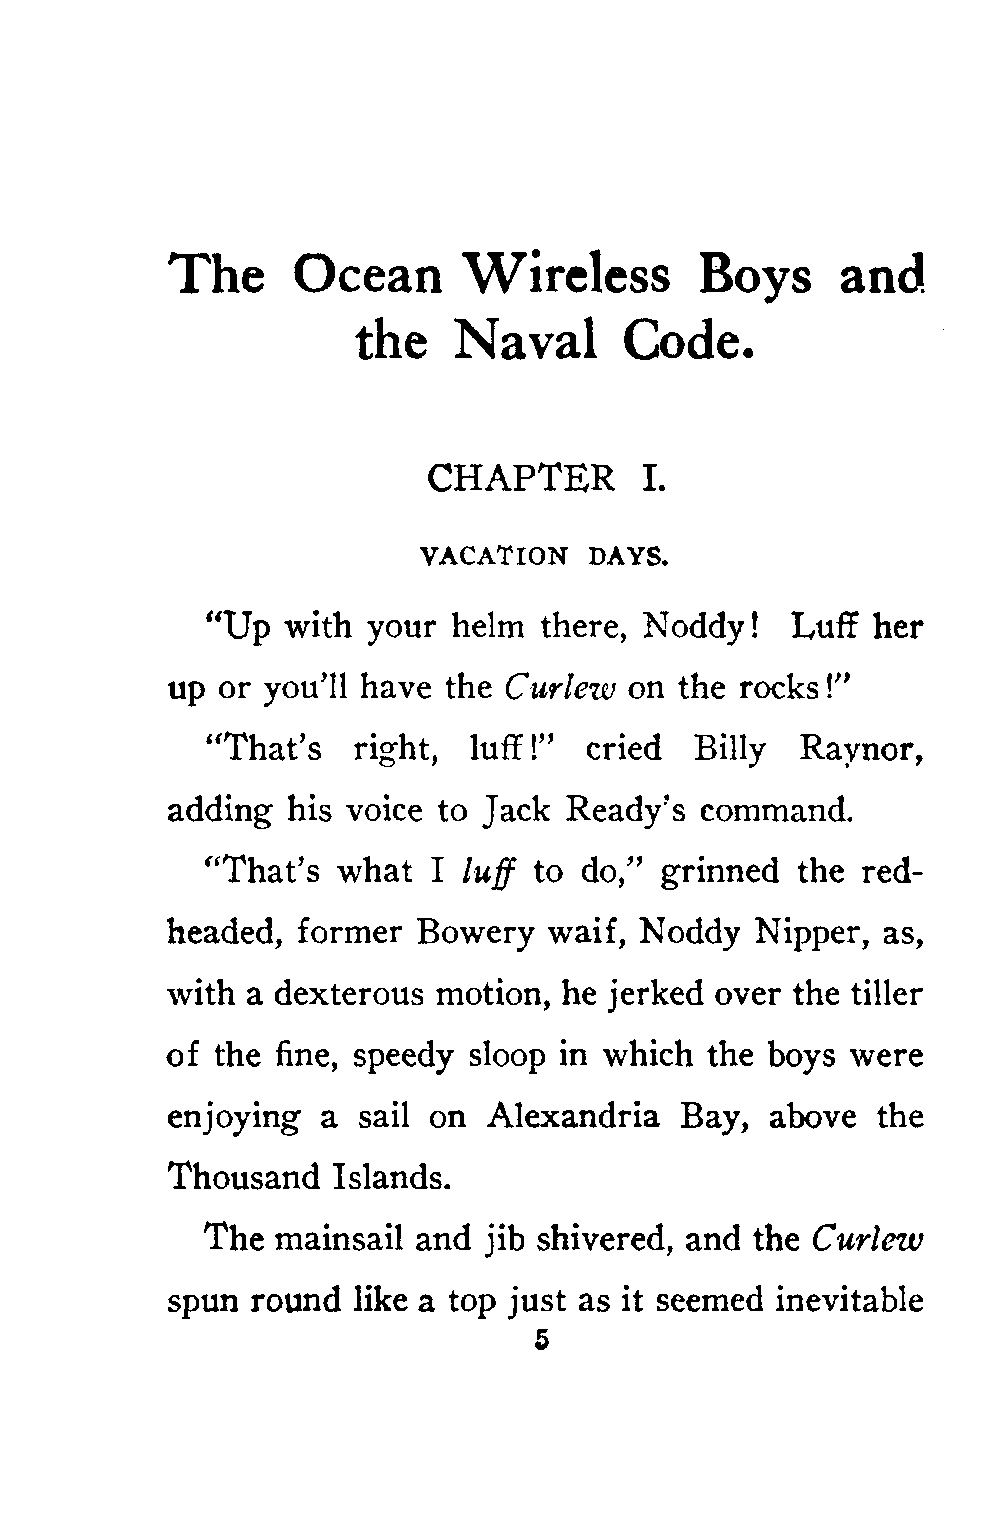 The Ocean Wireless Boys and
the Naval Code.
CHAPTER I.
VACATION DAYS.
"Up with your helm there, Noddy! Luff her
up or you'll have the Curlew on the rocks!"
"That's right, luff!" cried Billy Raynor,
adding his voice to Jack Ready's command.
"That's what I luff to do," grinned the red-
headed, former Bowery waif, Noddy Nipper, as,
with a dexterous motion, he jerked over the tiller
of the fine, speedy sloop in which the boys were
enjoying a sail on Alexandria Bay, above the
Thousand Islands.
The mainsail and jib shivered, and the Curlew
spun round like a top just as it seemed inevitable
5